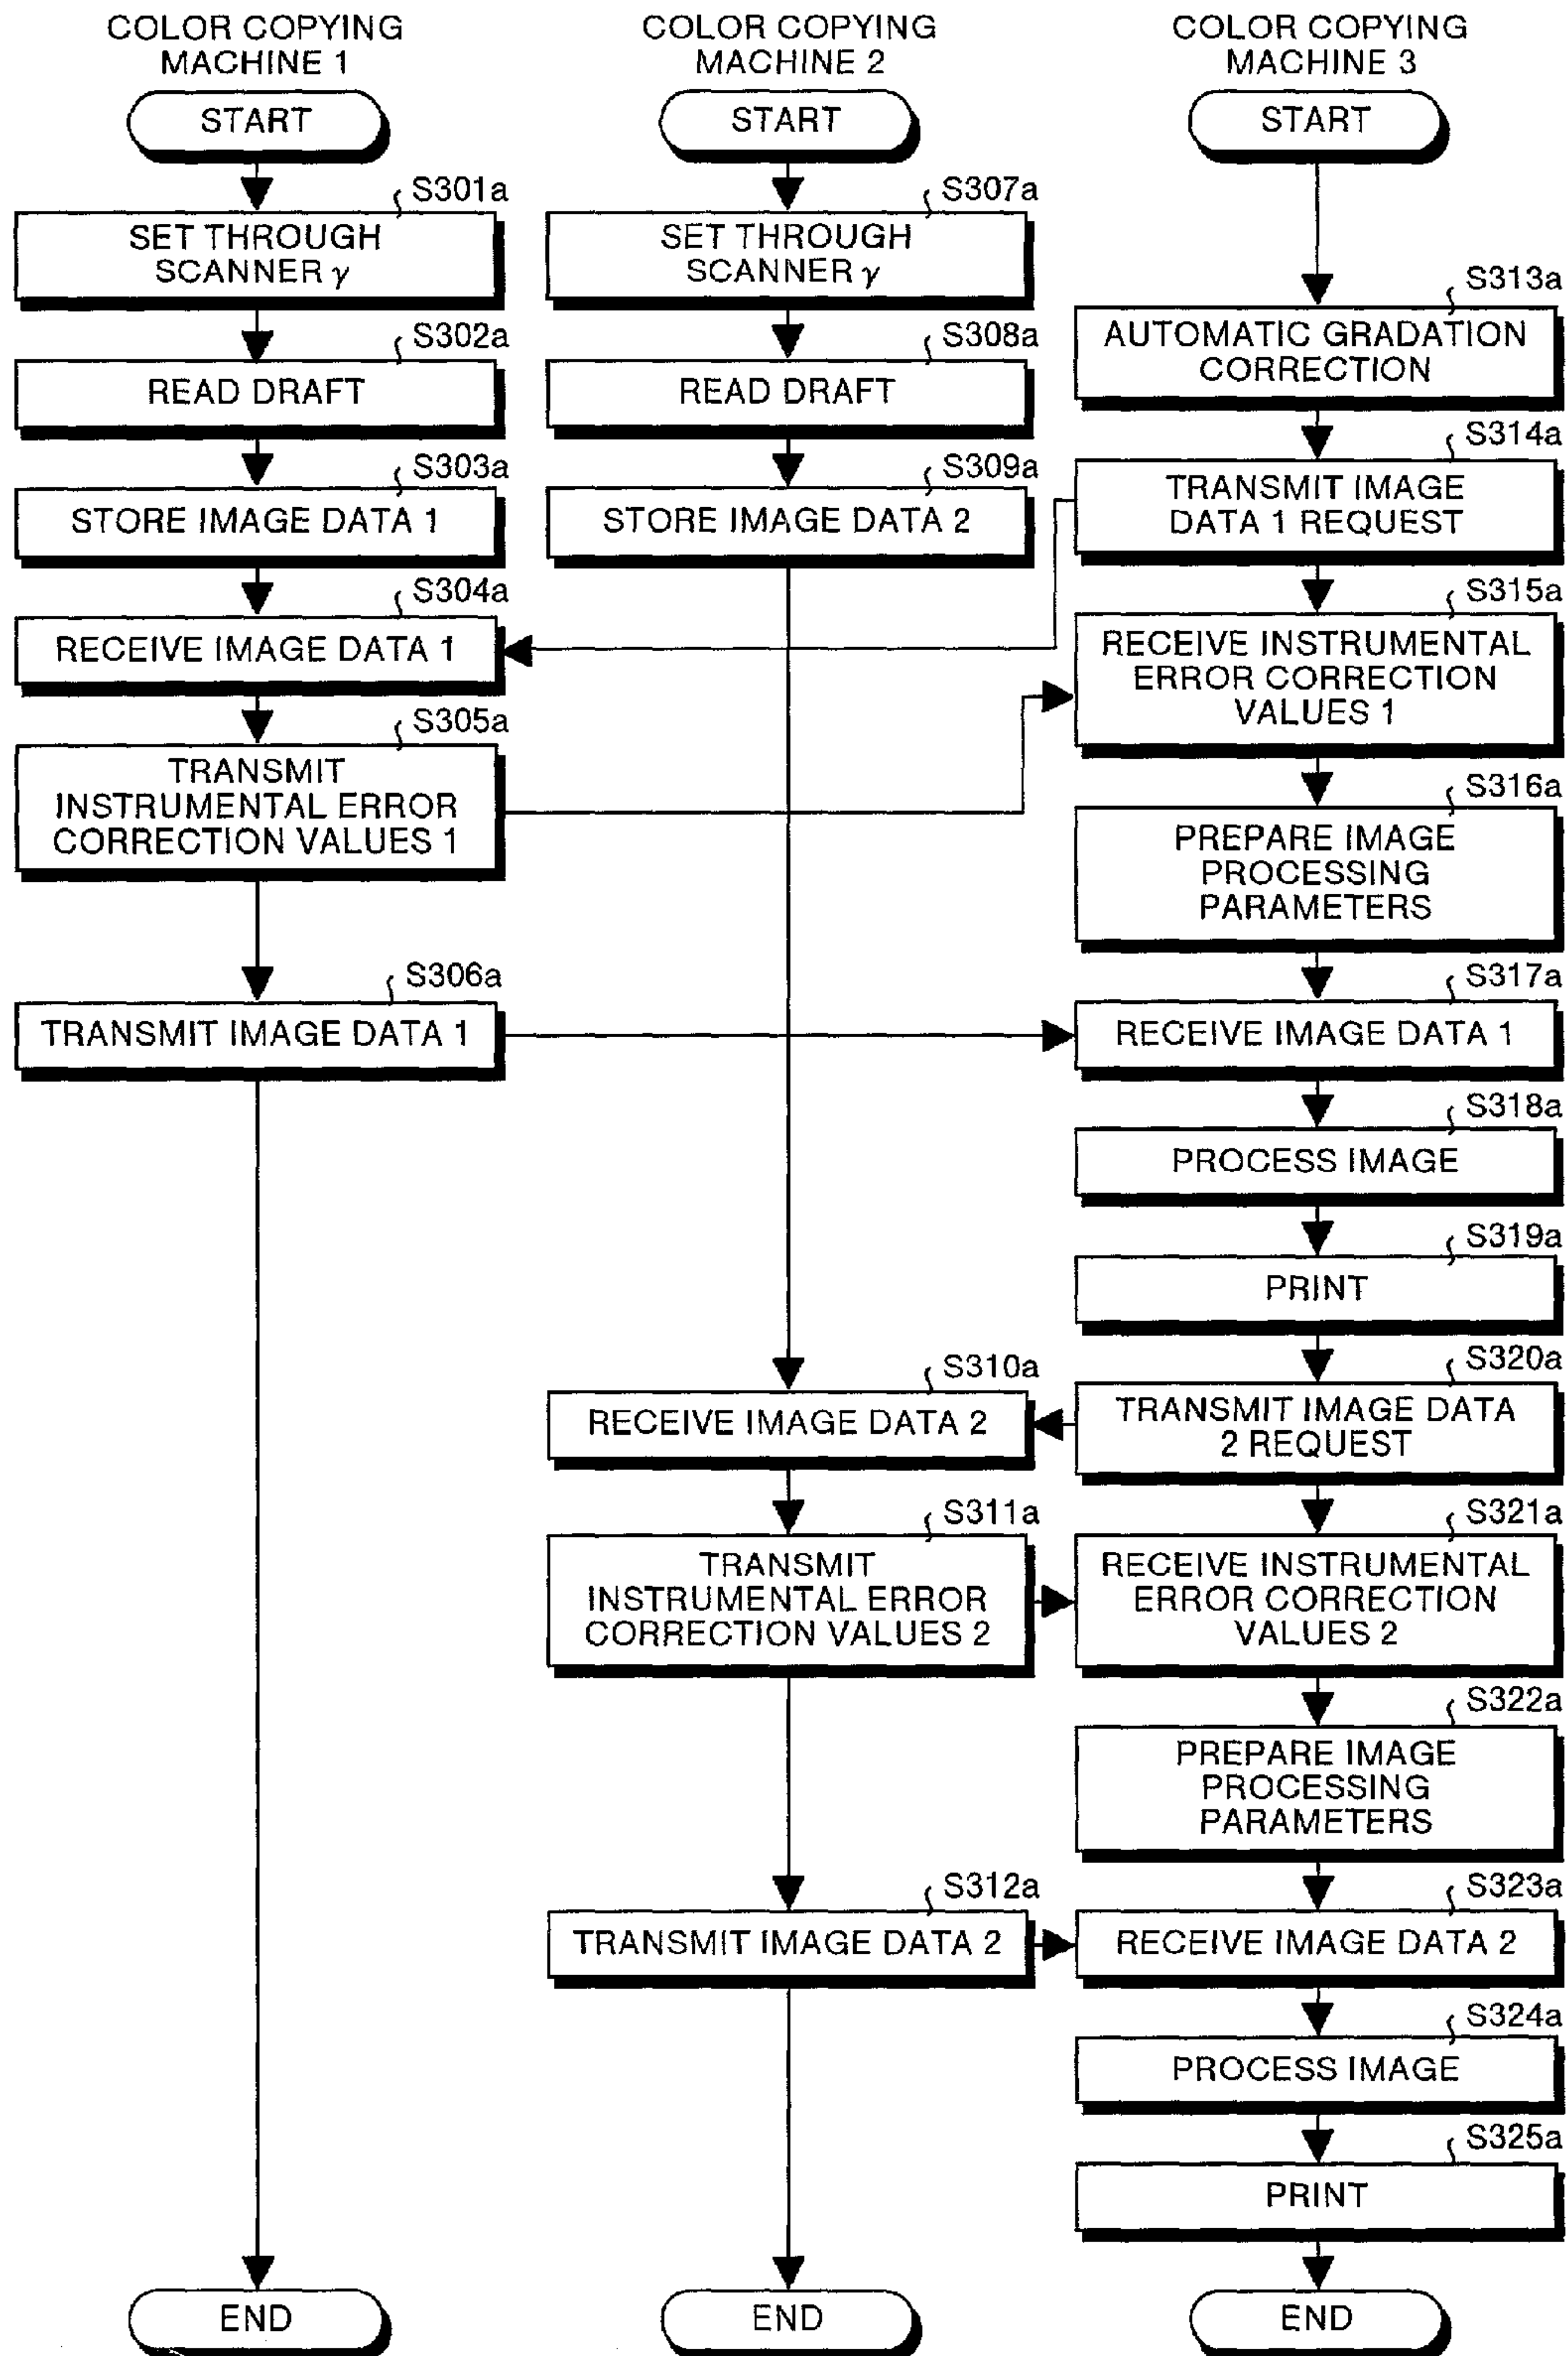 COLOR COPYING
MACHINE 1
START
S301a
SET THROUGH
SCANNER γ
S302a
READ DRAFT
S303a
STORE IMAGE DATA 1
S304a
RECEIVE IMAGE DATA 1
S305a
TRANSMIT
INSTRUMENTAL ERROR
CORRECTION VALUES 1
S306a
TRANSMIT IMAGE DATA 1
END
COLOR COPYING
MACHINE 2
START
S307a
SET THROUGH
SCANNER γ
S308a
READ DRAFT
S309a
STORE IMAGE DATA 2
S310a
RECEIVE IMAGE DATA 2
S311a
TRANSMIT
INSTRUMENTAL ERROR
CORRECTION VALUES 2
S312a
TRANSMIT IMAGE DATA 2
END
COLOR COPYING
MACHINE 3
START
S313a
AUTOMATIC GRADATION
CORRECTION
S314a
TRANSMIT IMAGE
DATA 1 REQUEST
S315a
RECEIVE INSTRUMENTAL
ERROR CORRECTION
VALUES 1
S316a
PREPARE IMAGE
PROCESSING
PARAMETERS
S317a
RECEIVE IMAGE DATA 1
S318a
PROCESS IMAGE
S319a
PRINT
S320a
TRANSMIT IMAGE DATA
2 REQUEST
S321a
RECEIVE INSTRUMENTAL
ERROR CORRECTION
VALUES 2
S322a
PREPARE IMAGE
PROCESSING
PARAMETERS
S323a
RECEIVE IMAGE DATA 2
S324a
PROCESS IMAGE
S325a
PRINT
END